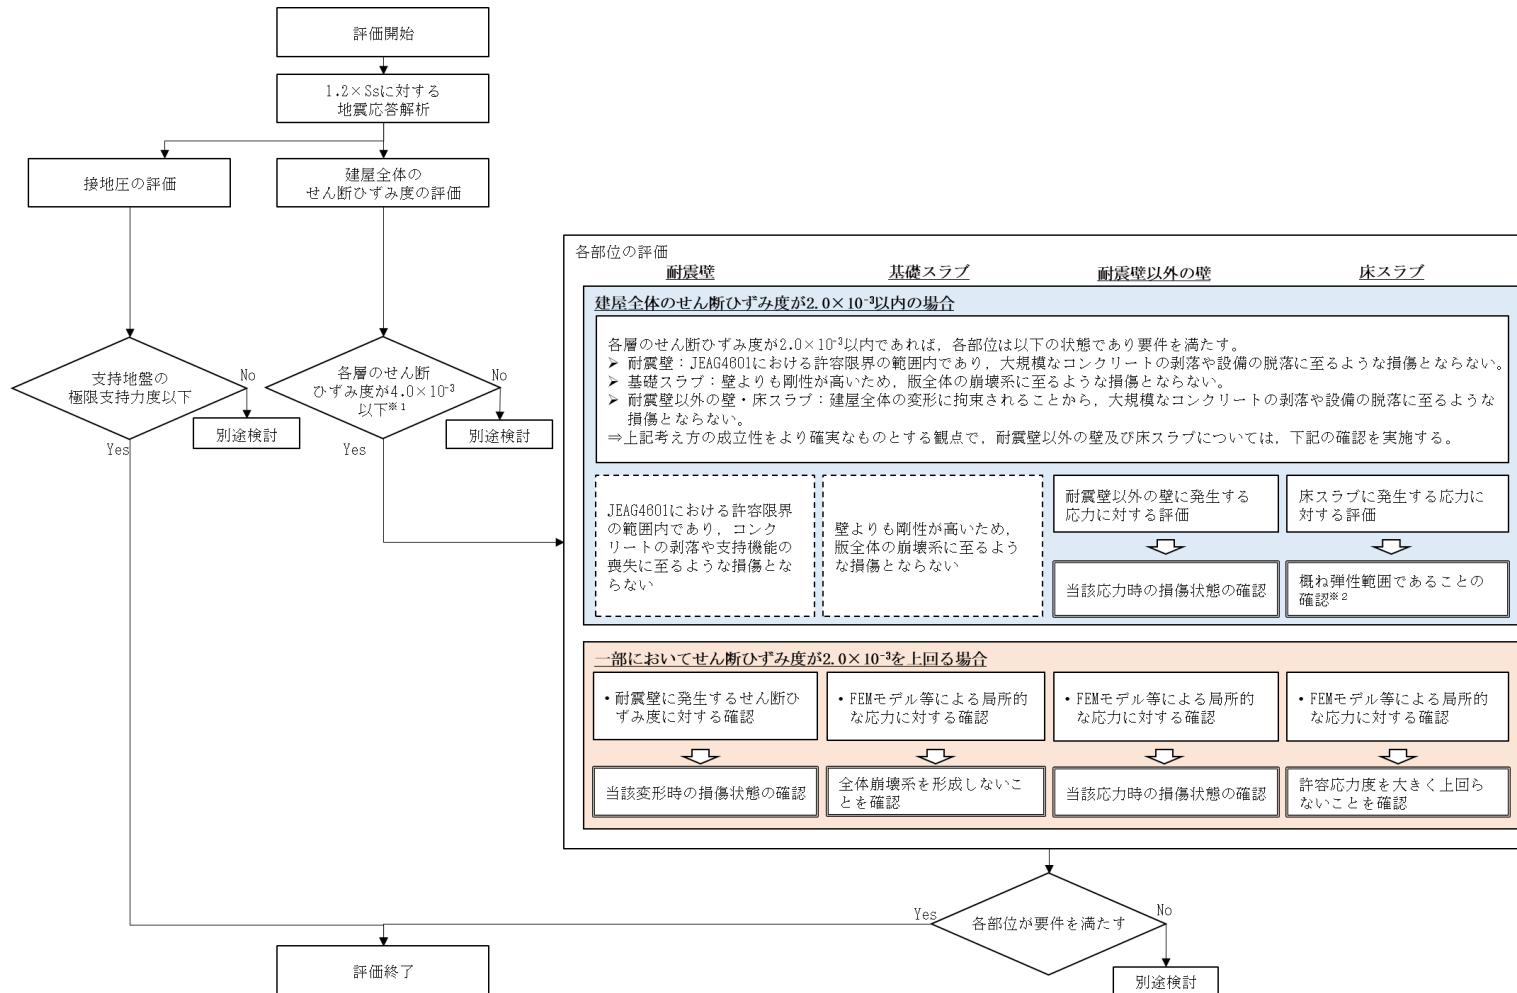 評価開始
1.2×Ssに対する
地震応答解析
接地圧の評価
建屋全体の
せん断ひずみ度の評価
支持地盤の
極限支持力度以下
No
別途検討
Yes
各層のせん断
ひずみ度が4.0×10⁻³
以下※1
No
別途検討
Yes
各部位の評価
耐震壁
基礎スラブ
耐震壁以外の壁
床スラブ
建屋全体のせん断ひずみ度が2.0×10⁻³以内の場合
各層のせん断ひずみ度が2.0×10⁻³以内であれば，各部位は以下の状態であり要件を満たす。
➢ 耐震壁：JEAG4601における許容限界の範囲内であり，大規模なコンクリートの剥落や設備の脱落に至るような損傷とならない。
➢ 基礎スラブ：壁よりも剛性が高いため，版全体の崩壊系に至るような損傷とならない。
➢ 耐震壁以外の壁・床スラブ：建屋全体の変形に拘束されることから，大規模なコンクリートの剥落や設備の脱落に至るような
損傷とならない。
⇒上記考え方の成立性をより確実なものとする観点で，耐震壁以外の壁及び床スラブについては，下記の確認を実施する。
JEAG4601における許容限界
の範囲内であり，コンク
リートの剥落や支持機能の
喪失に至るような損傷とな
らない
壁よりも剛性が高いため，
版全体の崩壊系に至るよう
な損傷とならない
耐震壁以外の壁に発生する
応力に対する評価
当該応力時の損傷状態の確認
床スラブに発生する応力に
対する評価
概ね弾性範囲であることの
確認※2
一部においてせん断ひずみ度が2.0×10⁻³を上回る場合
・耐震壁に発生するせん断ひ
ずみ度に対する確認
当該変形時の損傷状態の確認
・FEMモデル等による局所的
な応力に対する確認
全体崩壊系を形成しないこ
とを確認
・FEMモデル等による局所的
な応力に対する確認
当該応力時の損傷状態の確認
・FEMモデル等による局所的
な応力に対する確認
許容応力度を大きく上回ら
ないことを確認
各部位が要件を満たす
Yes
No
別途検討
評価終了